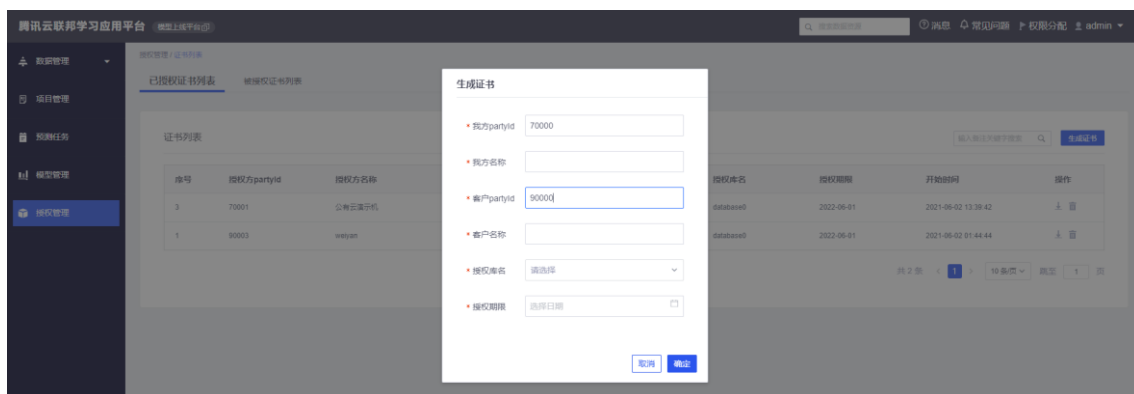 腾讯云联邦学习应用平台 模型上线平台
搜索数据资源 消息 常见问题 权限分配 admin
数据管理
项目管理
预测任务
模型管理
授权管理
授权管理 / 证书列表
已授权证书列表 被授权证书列表
证书列表
生成证书
序号 授权方partyId 授权方名称 授权库名 授权期限 开始时间 操作
3 70001 公有云演示机 database0 2022-06-01 2021-06-02 13:39:42
1 90003 weiyan database0 2022-06-01 2021-06-02 01:44:44
共 2 条 1 10 条/页 跳至 1 页
生成证书
* 我方partyId 70000
* 我方名称
* 客户partyId 90000
* 客户名称
* 授权库名 请选择
* 授权期限 选择日期
取消 确定